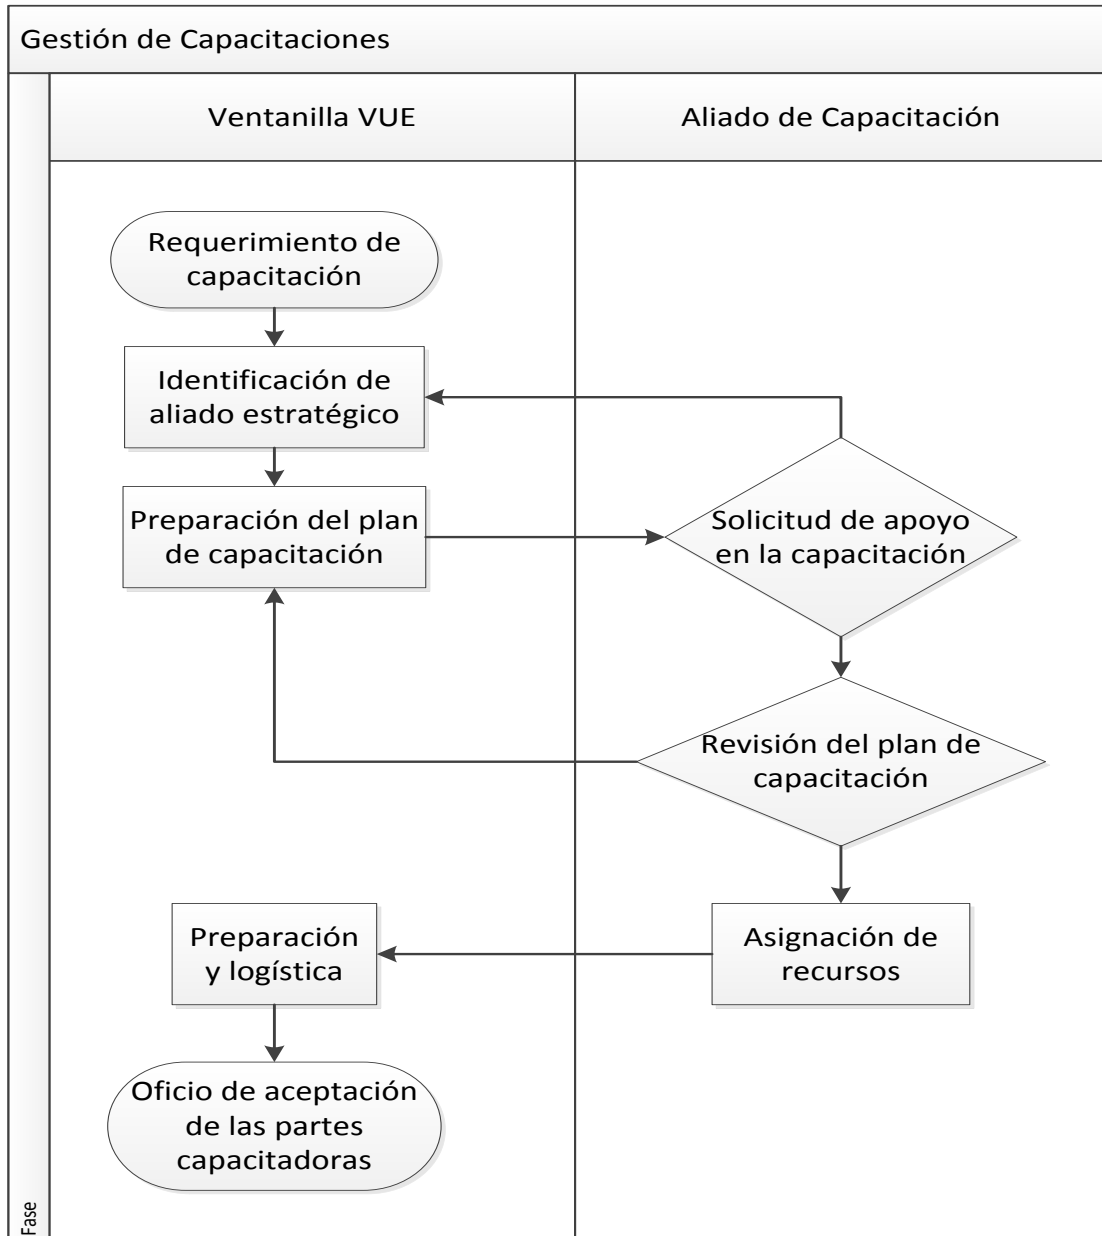 Gestión de Capacitaciones
Ventanilla VUE
Aliado de Capacitación
Requerimiento de
capacitación
Identificación de
aliado estratégico
Preparación del plan
de capacitación
Solicitud de apoyo
en la capacitación
Revisión del plan de
capacitación
Asignación de
recursos
Preparación
y logística
Oficio de aceptación
de las partes
capacitadoras
Fase